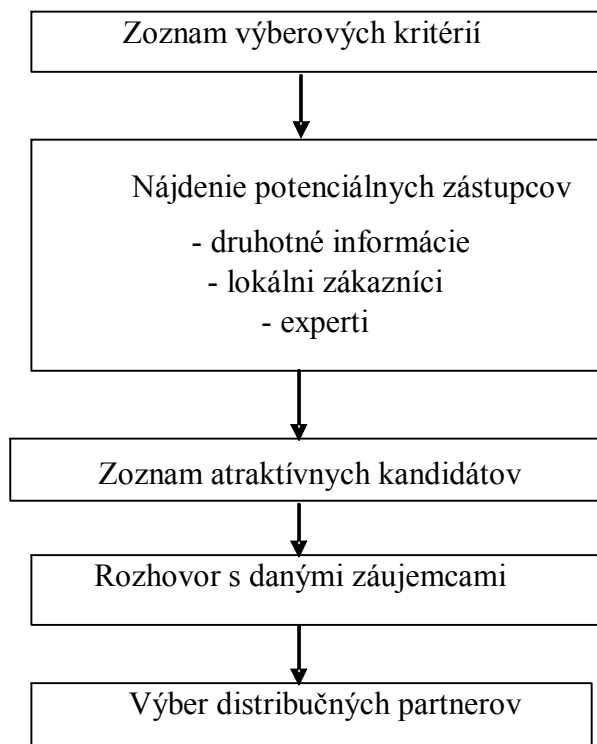 Zoznam výberových kritérií
Nájdenie potenciálnych zástupcov
- druhotné informácie
- lokálni zákazníci
- experti
Zoznam atraktívnych kandidátov
Rozhovor s danými záujemcami
Výber distribučných partnerov